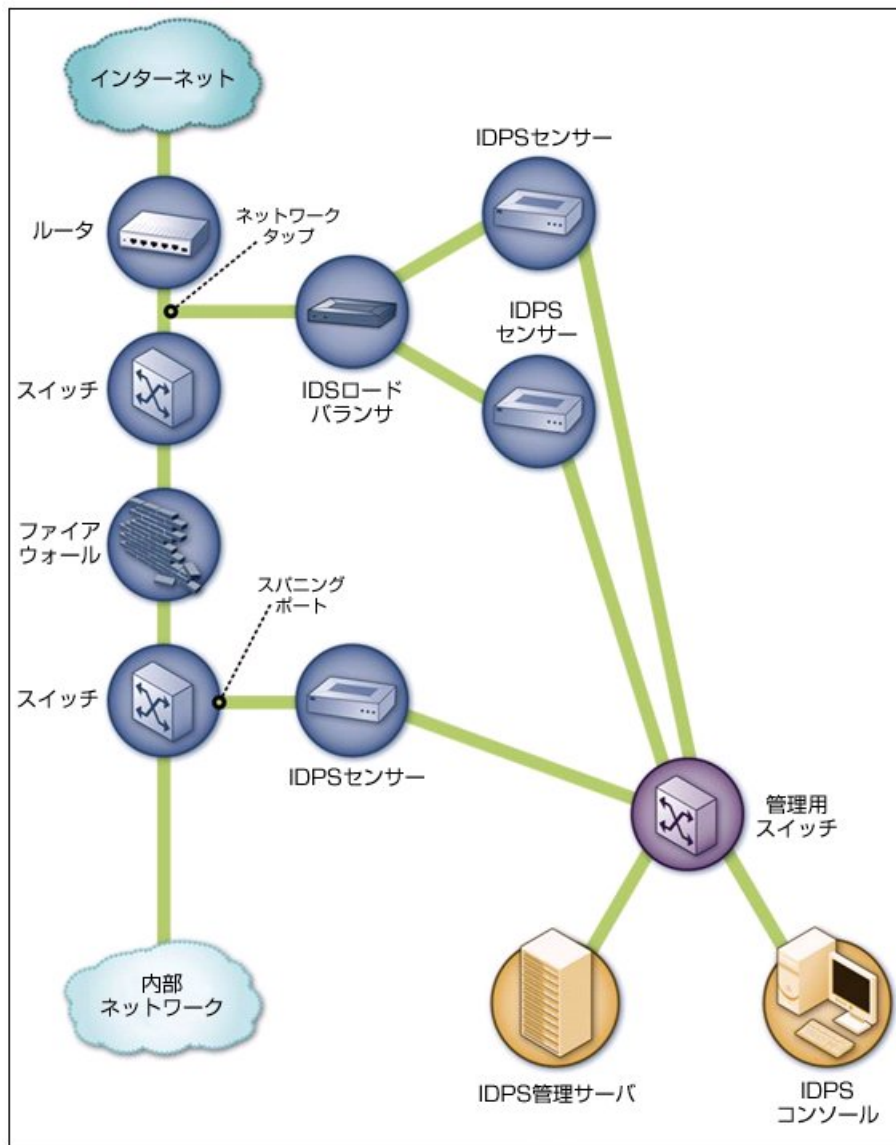 インターネット
IDPSセンサー
ルータ
ネットワーク
タップ
IDPS
センサー
スイッチ
IDSロード
バランサ
ファイア
ウォール
スパニング
ポート
スイッチ
IDPSセンサー
管理用
スイッチ
内部
ネットワーク
IDPS管理サーバ
IDPS
コンソール